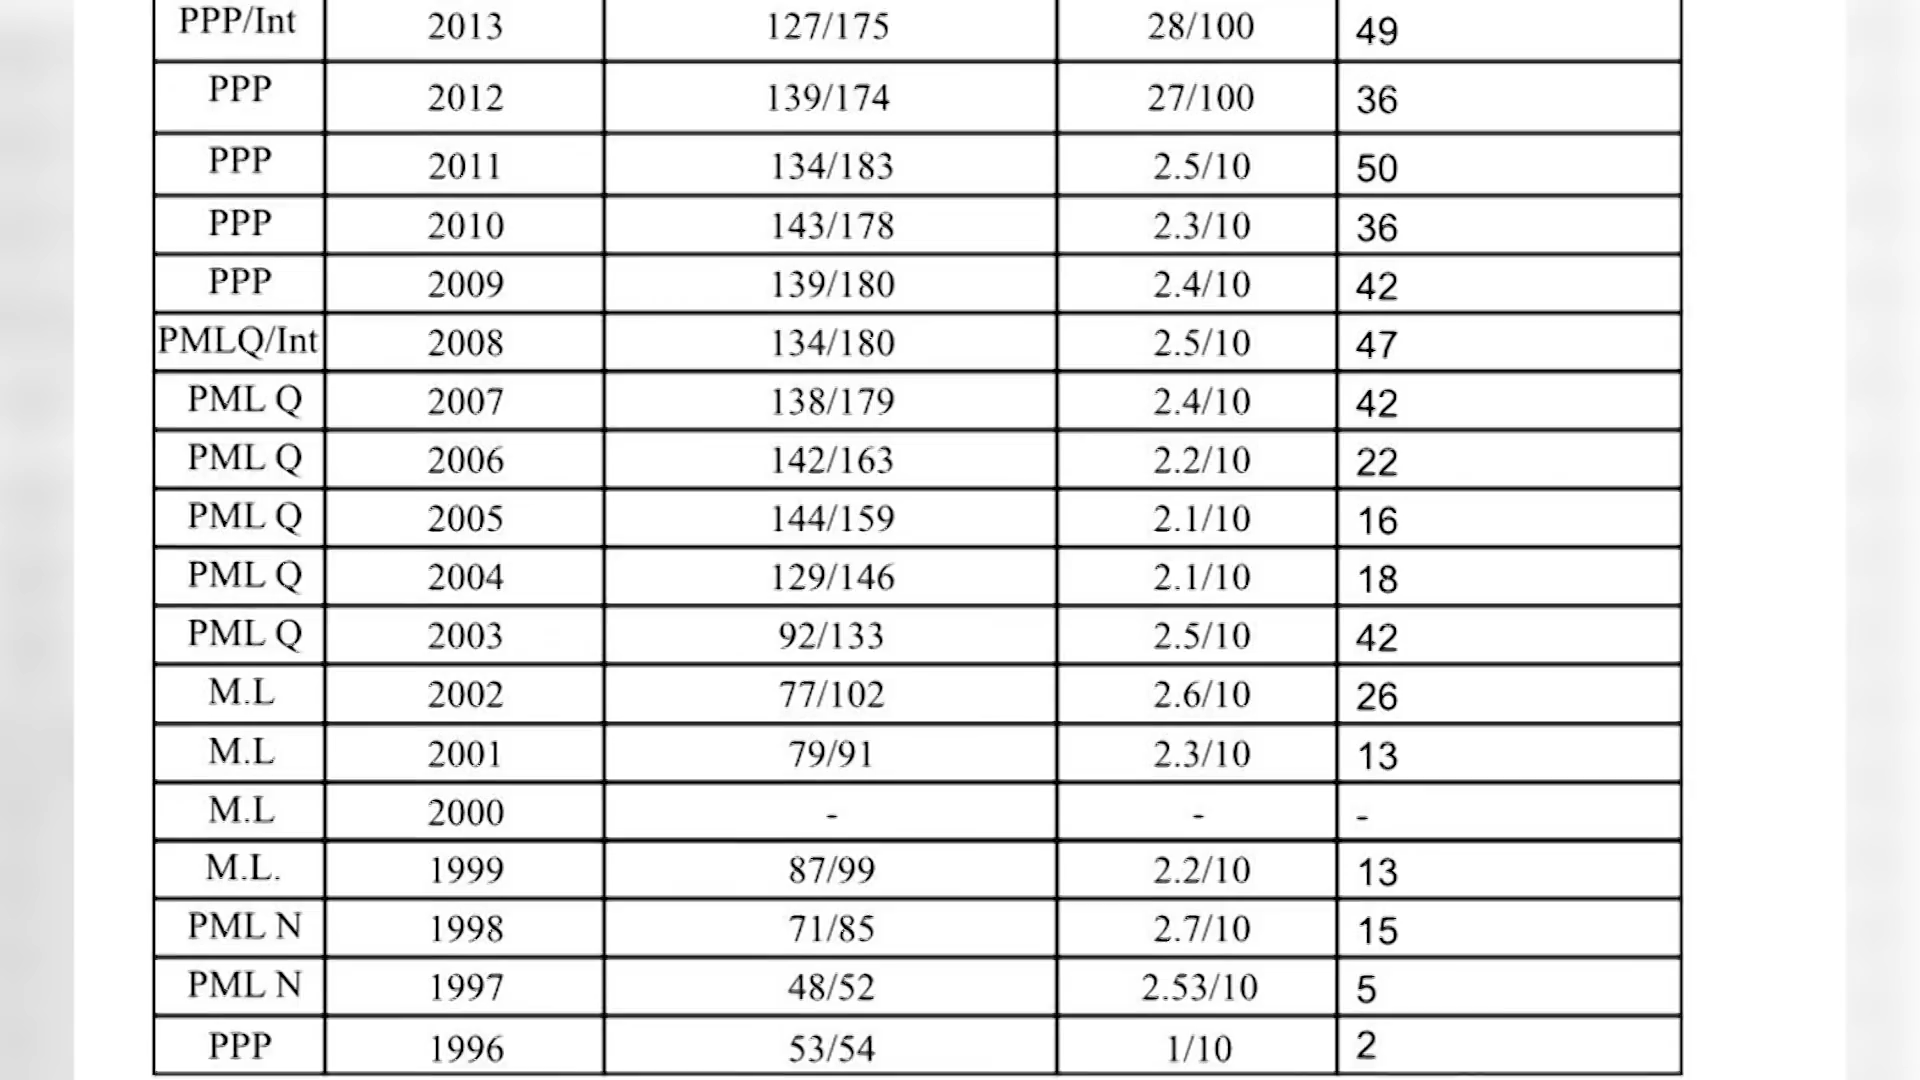 PPP/Int 2013 127/175 28/100 49
PPP 2012 139/174 27/100 36
PPP 2011 134/183 2.5/10 50
PPP 2010 143/178 2.3/10 36
PPP 2009 139/180 2.4/10 42
PMLQ/Int 2008 134/180 2.5/10 47
PML Q 2007 138/179 2.4/10 42
PML Q 2006 142/163 2.2/10 22
PML Q 2005 144/159 2.1/10 16
PML Q 2004 129/146 2.1/10 18
PML Q 2003 92/133 2.5/10 42
M.L 2002 77/102 2.6/10 26
M.L 2001 79/91 2.3/10 13
M.L 2000 - - -
M.L. 1999 87/99 2.2/10 13
PML N 1998 71/85 2.7/10 15
PML N 1997 48/52 2.53/10 5
PPP 1996 53/54 1/10 2